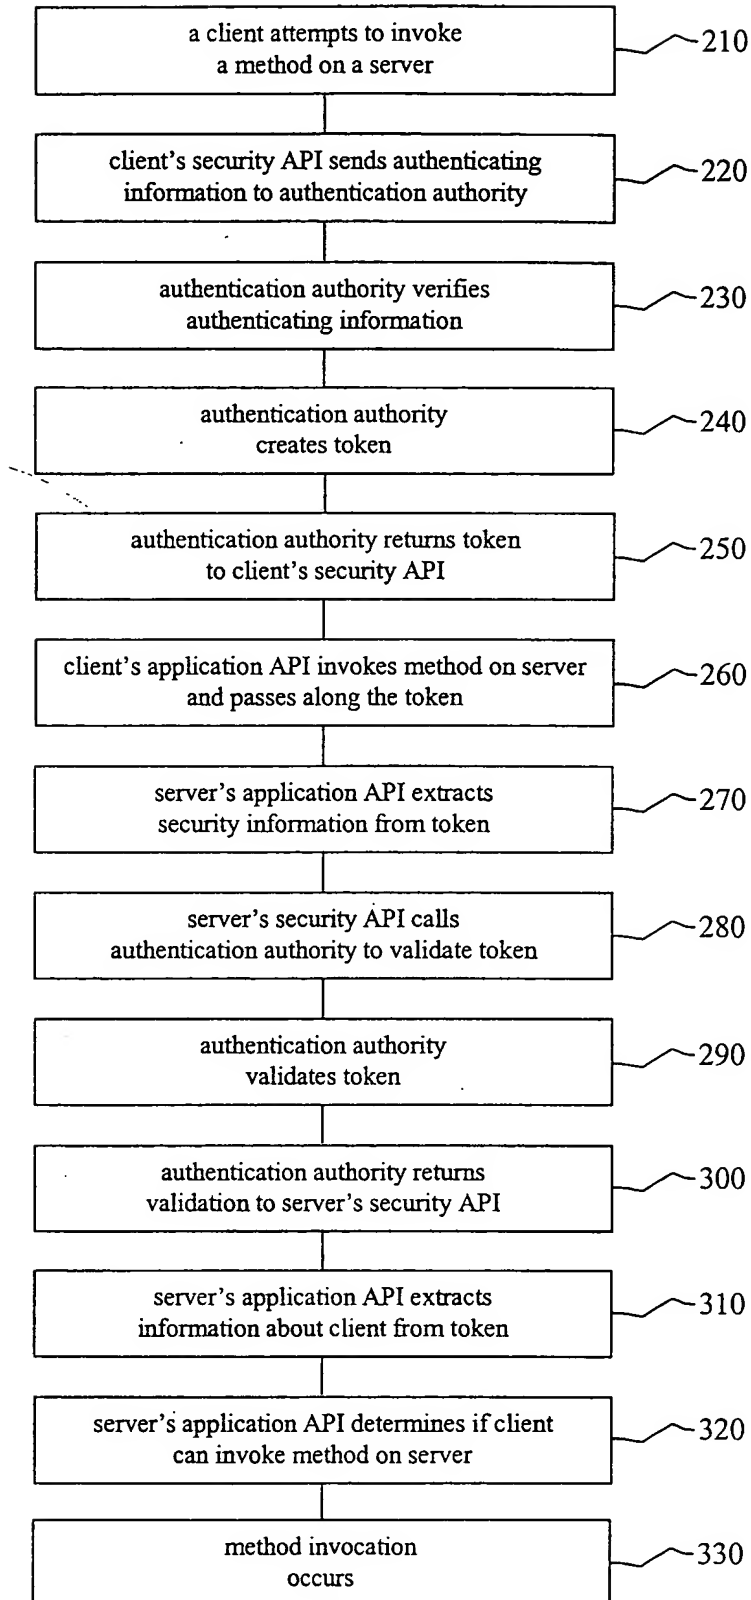 a client attempts to invoke
a method on a server
210
client's security API sends authenticating
information to authentication authority
220
authentication authority verifies
authenticating information
230
authentication authority
creates token
240
authentication authority returns token
to client's security API
250
client's application API invokes method on server
and passes along the token
260
server's application API extracts
security information from token
270
server's security API calls
authentication authority to validate token
280
authentication authority
validates token
290
authentication authority returns
validation to server's security API
300
server's application API extracts
information about client from token
310
server's application API determines if client
can invoke method on server
320
method invocation
occurs
330